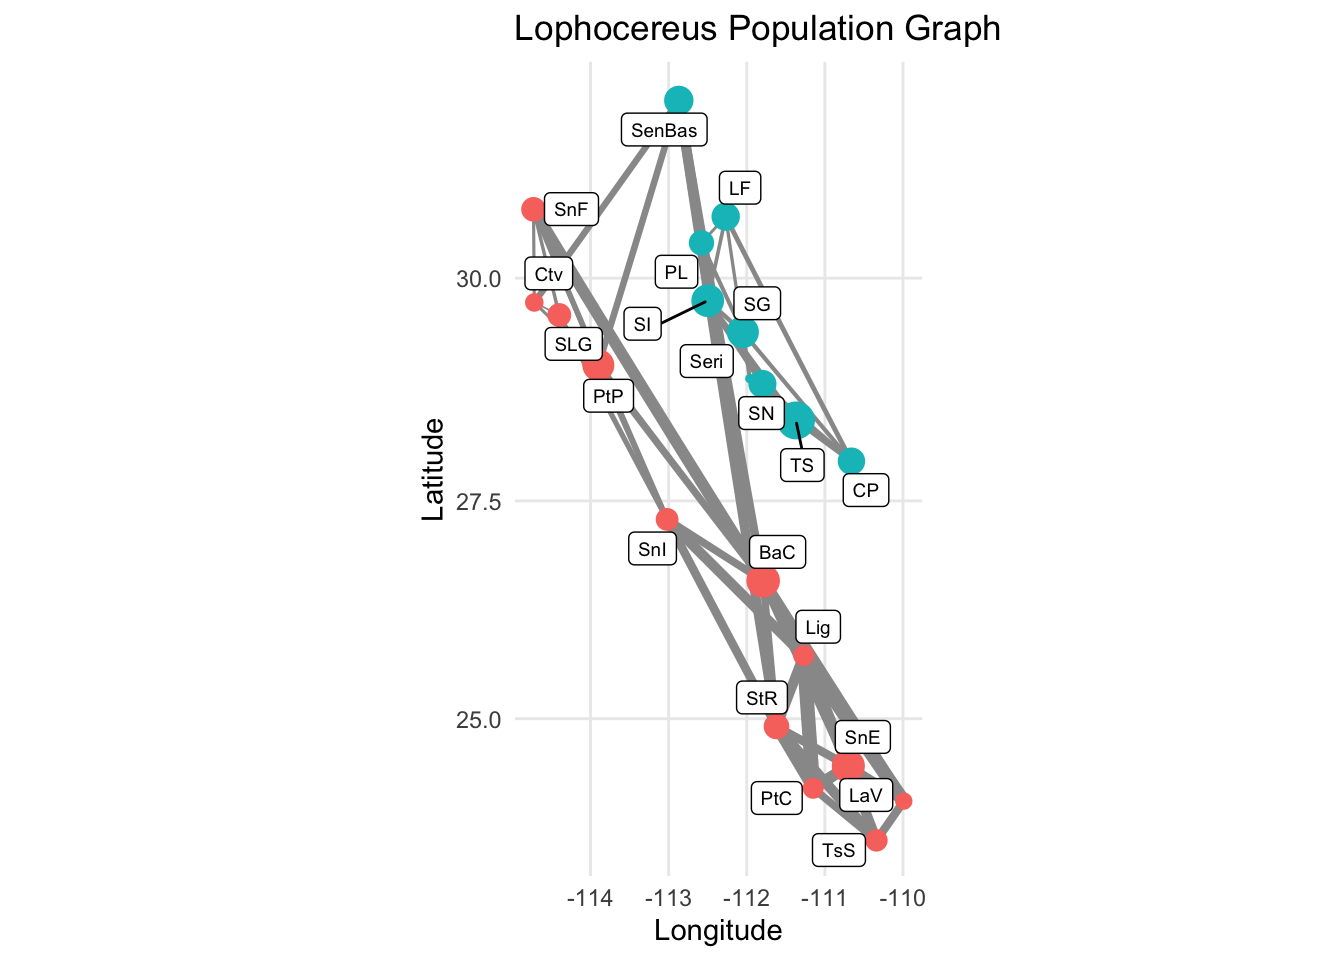 Lophocereus Population Graph
SenBas
LF
SnF
PL
Ctv
30.0
SG
SI
SLG
Seri
PtP
SN
TS
CP
Latitude
27.5
SnI
BaC
Lig
StR
25.0
SnE
PtC
LaV
TsS
-114
-113
-112
-111
-110
Longitude